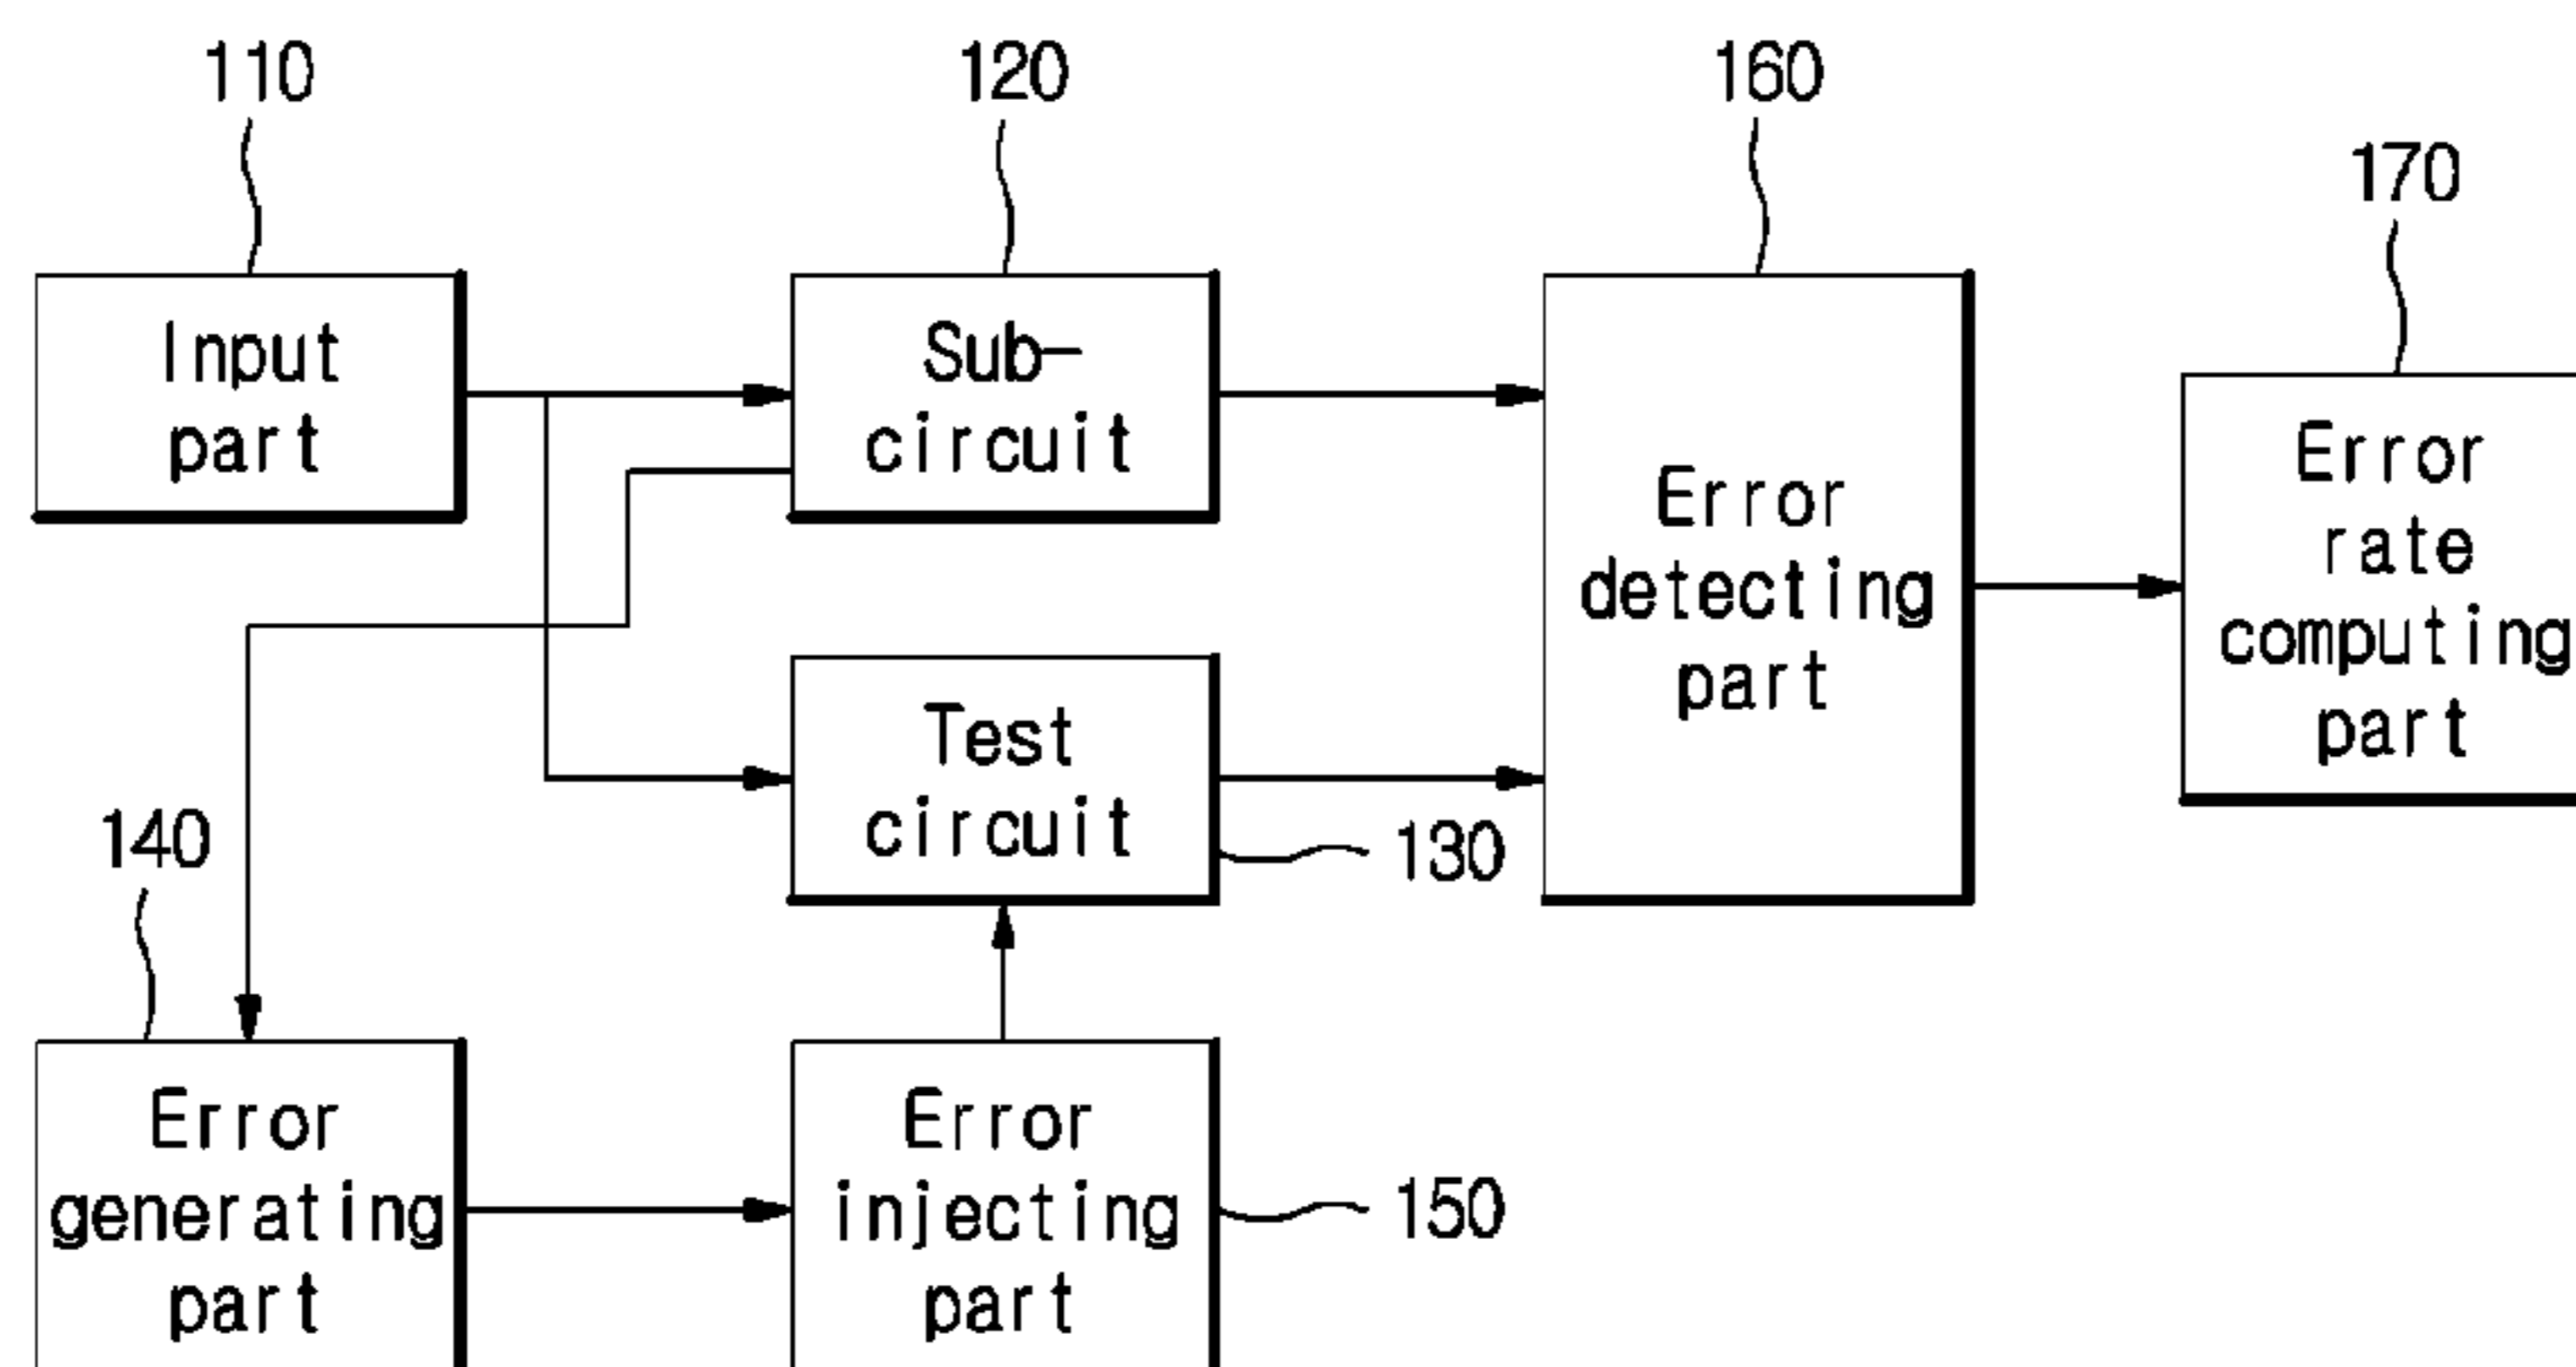 110
120
160
170
Input
part
Sub-
circuit
Error
detecting
part
Error
rate
computing
part
Test
circuit
130
140
Error
generating
part
Error
injecting
part
150